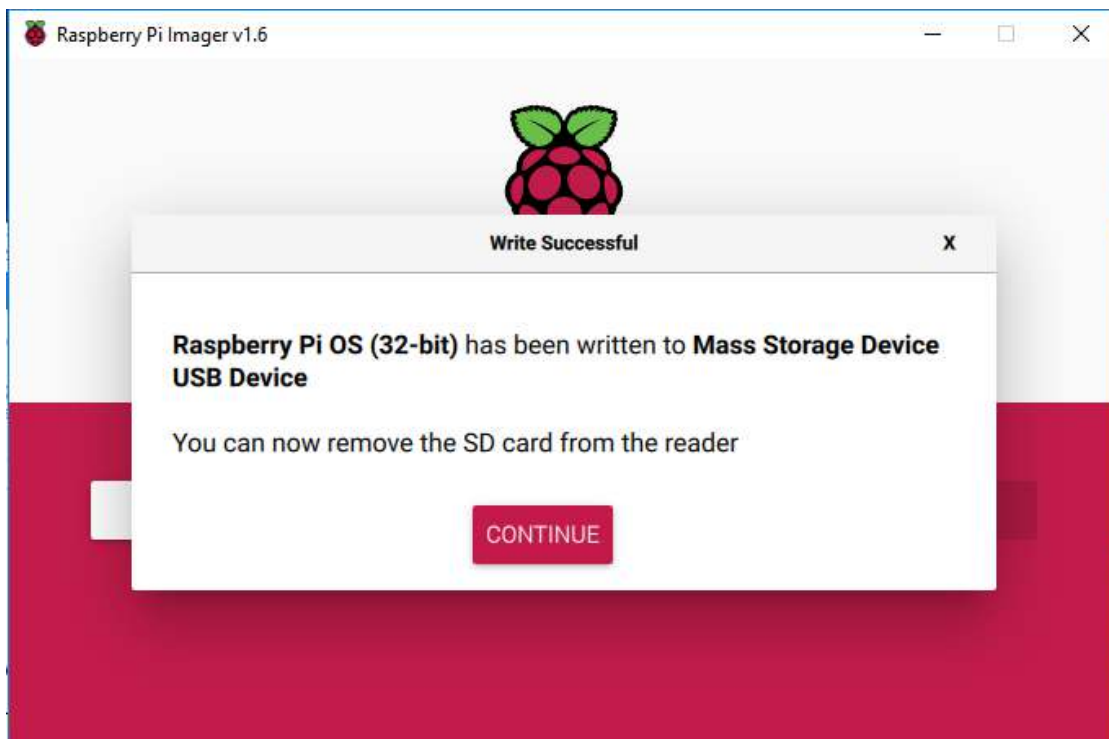 Raspberry Pi Imager v1.6
Write Successful X
Raspberry Pi OS (32-bit) has been written to Mass Storage Device
USB Device
You can now remove the SD card from the reader
CONTINUE